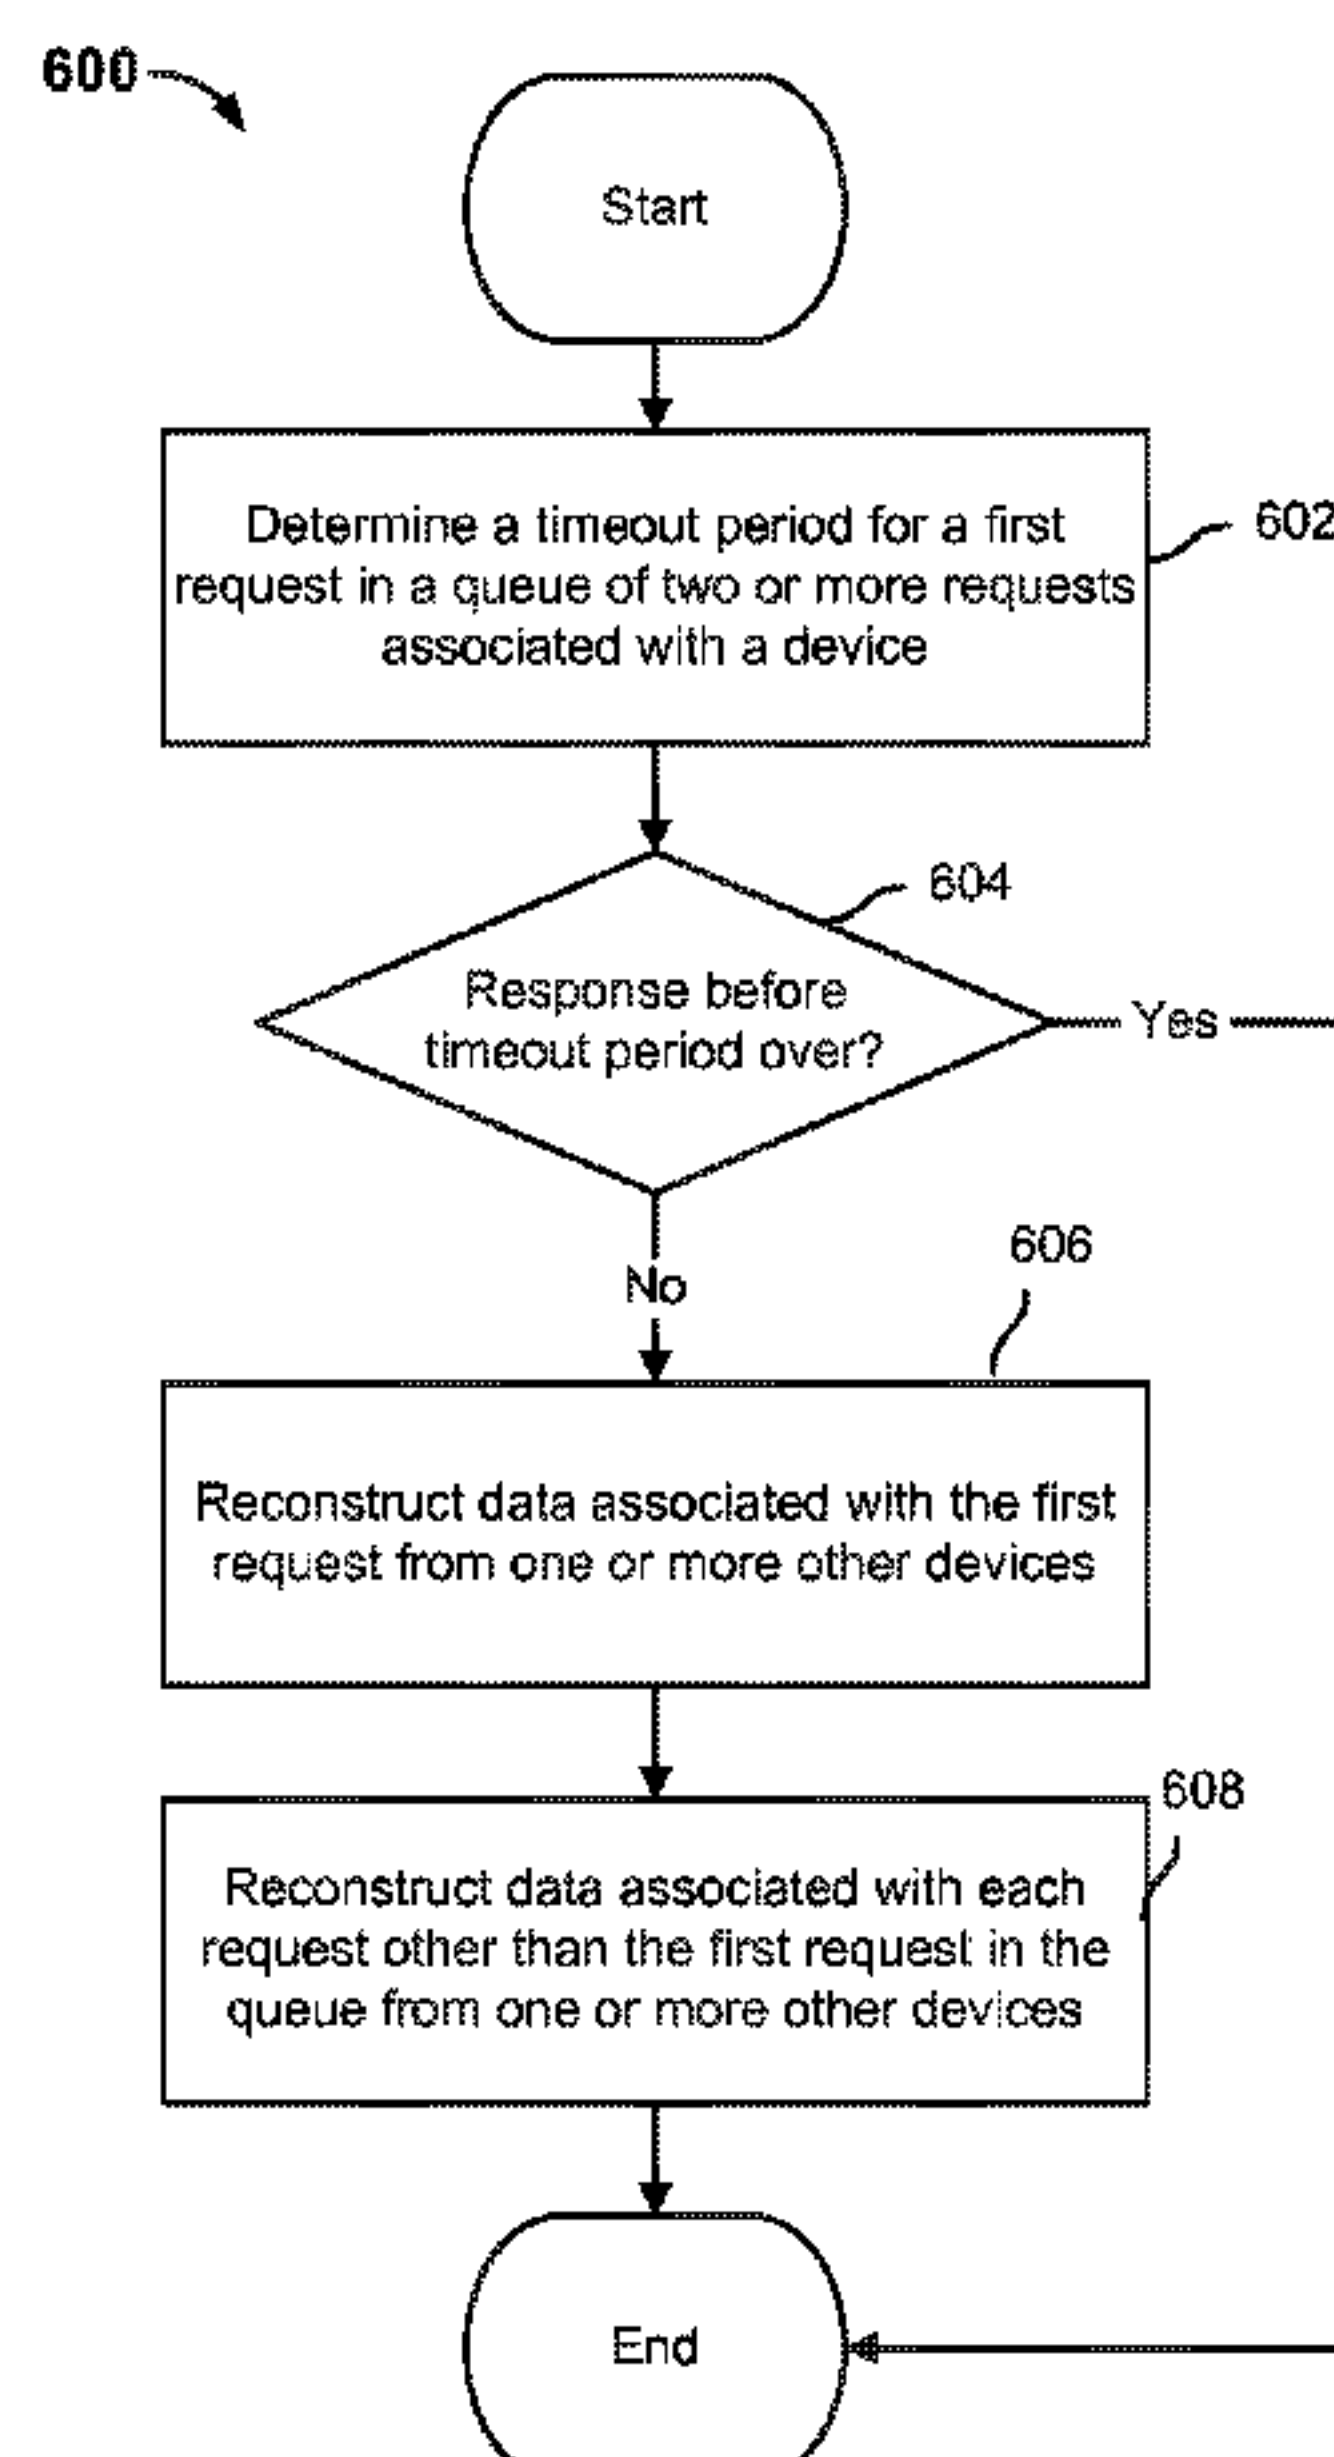 600
Start
Determine a timeout period for a first
request in a queue of two or more requests
associated with a device
602
604
Response before
timeout period over?
Yes
No
606
Reconstruct data associated with the first
request from one or more other devices
608
Reconstruct data associated with each
request other than the first request in the
queue from one or more other devices
End